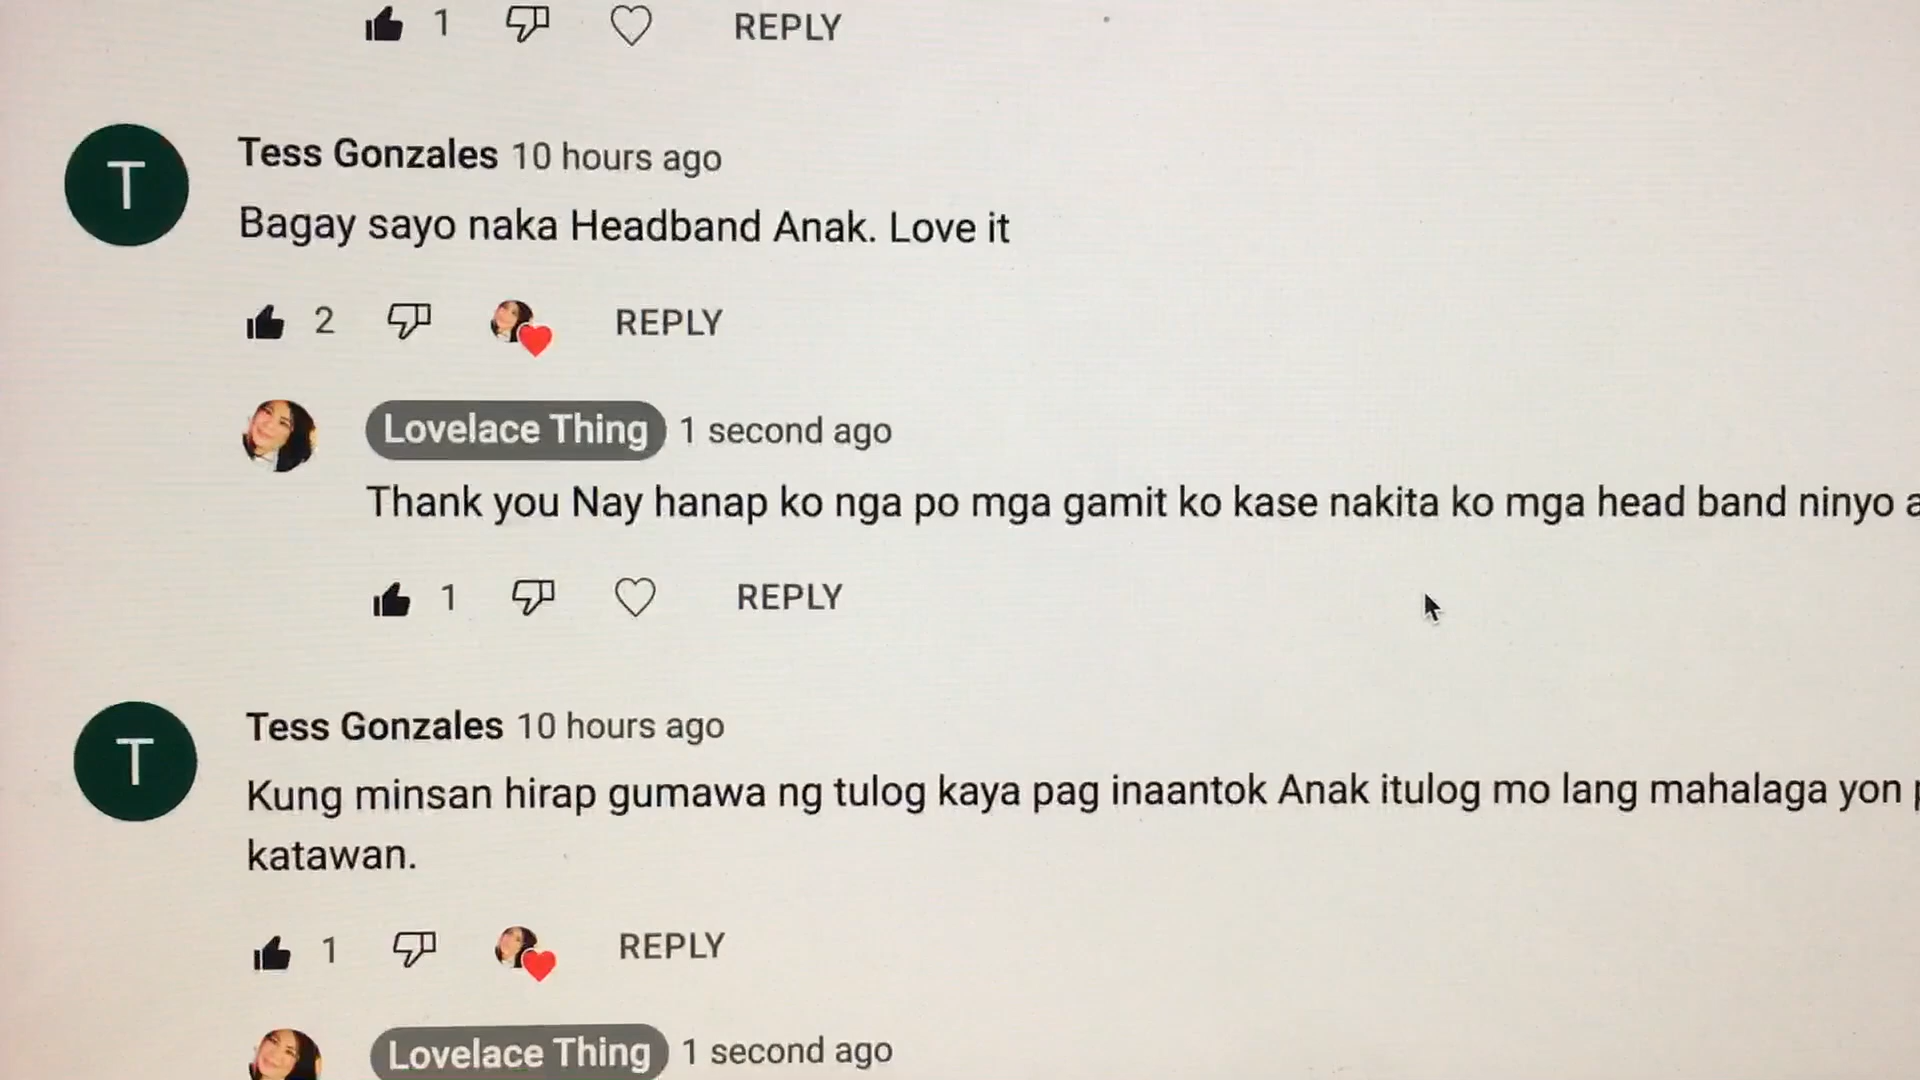 1 REPLY
T
Tess Gonzales 10 hours ago
Bagay sayo naka Headband Anak. Love it
2 REPLY
Lovelace Thing 1 second ago
Thank you Nay hanap ko nga po mga gamit ko kase nakita ko mga head band ninyo
1 REPLY
T
Tess Gonzales 10 hours ago
Kung minsan hirap gumawa ng tulog kaya pag inaantok Anak itulog mo lang mahalaga yon
katawan.
1 REPLY
Lovelace Thing 1 second ago